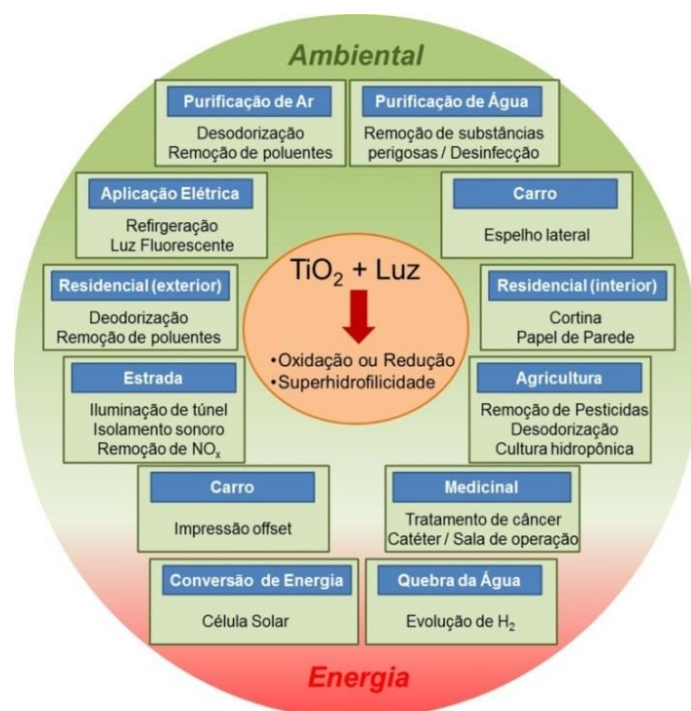 Ambiental
Purificação de Ar
Desodorização
Remoção de poluentes
Purificação de Água
Remoção de substâncias
perigosas / Desinfecção
Aplicação Elétrica
Refirgeração
Luz Fluorescente
Carro
Espelho lateral
TiO₂ + Luz
•Oxidação ou Redução
•Superhidrofilicidade
Residencial (exterior)
Deodorização
Remoção de poluentes
Residencial (interior)
Cortina
Papel de Parede
Estrada
Iluminação de túnel
Isolamento sonoro
Remoção de NOₓ
Agricultura
Remoção de Pesticidas
Desodorização
Cultura hidropônica
Carro
Impressão offset
Medicinal
Tratamento de câncer
Catéter / Sala de operação
Conversão de Energia
Célula Solar
Quebra da Água
Evolução de H₂
Energia